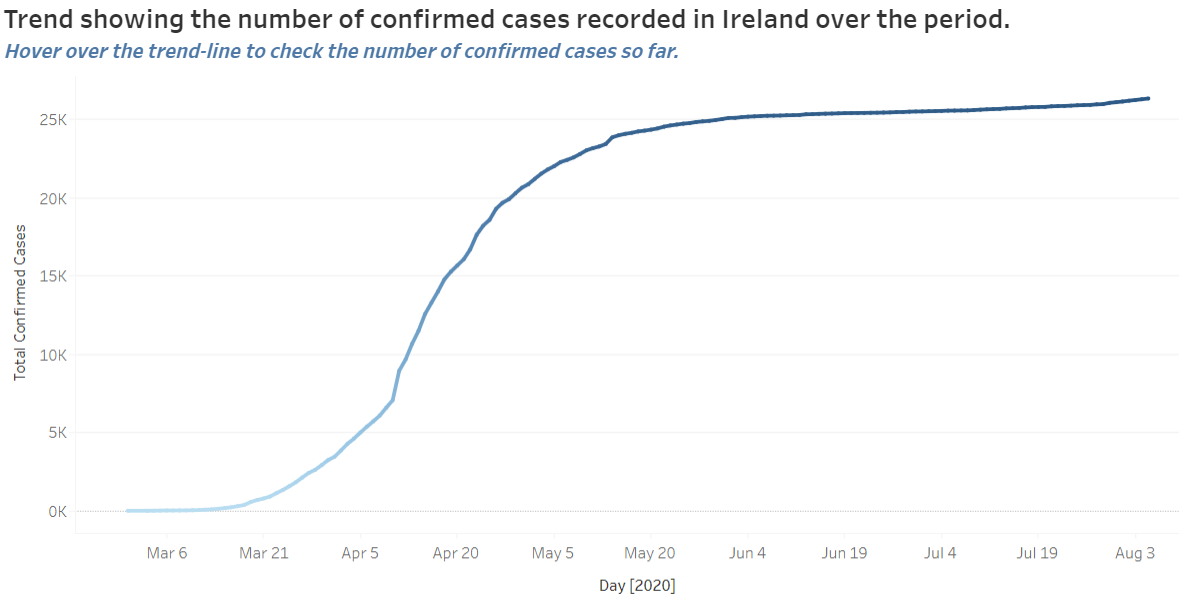 Trend showing the number of confirmed cases recorded in Ireland over the period.
Hover over the trend-line to check the number of confirmed cases so far.
Total Confirmed Cases
25K
20K
15K
10K
5K
0K
Mar 6 Mar 21 Apr 5 Apr 20 May 5 May 20 Jun 4 Jun 19 Jul 4 Jul 19 Aug 3
Day [2020]